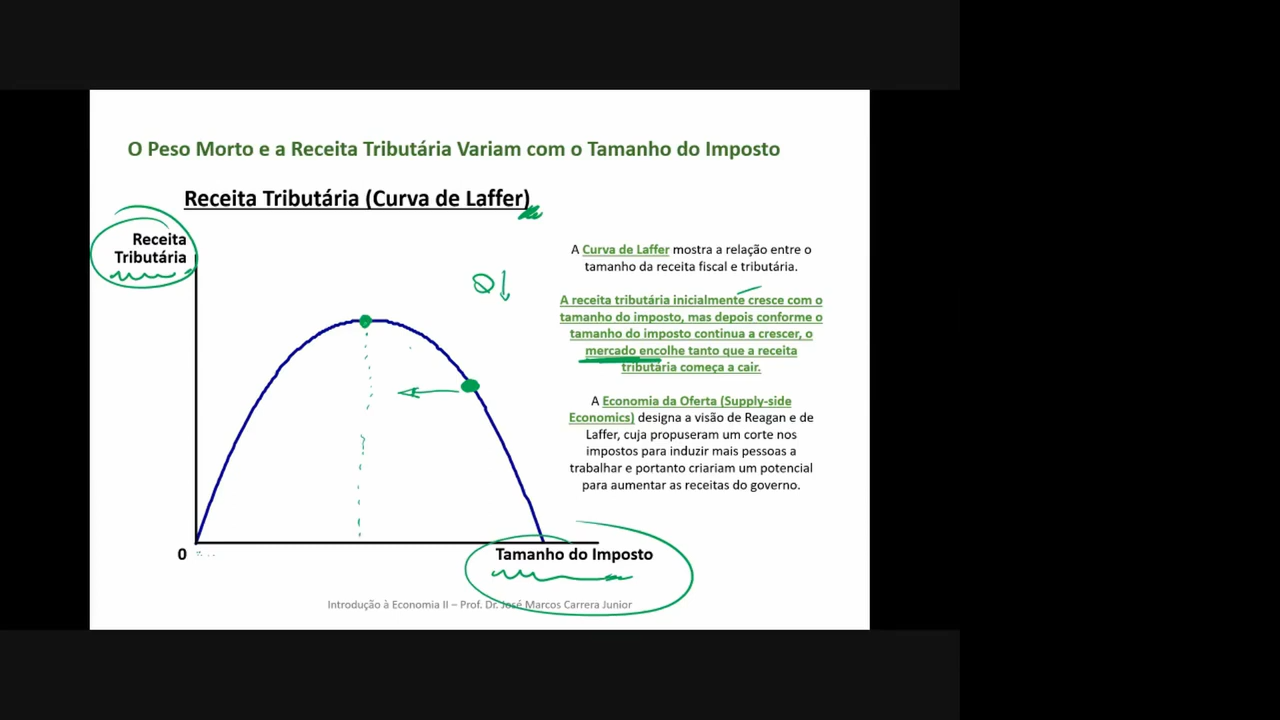 O Peso Morto e a Receita Tributária Variam com o Tamanho do Imposto
Receita Tributária (Curva de Laffer)
Receita
Tributária
Q↓
A Curva de Laffer mostra a relação entre o
tamanho da receita fiscal e tributária.
A receita tributária inicialmente cresce com o
tamanho do imposto, mas depois conforme o
tamanho do imposto continua a crescer, o
mercado encolhe tanto que a receita
tributária começa a cair.
A Economia da Oferta (Supply-side
Economics) designa a visão de Reagan e de
Laffer, cuja propuseram um corte nos
impostos para induzir mais pessoas a
trabalhar e portanto criariam um potencial
para aumentar as receitas do governo.
0
Tamanho do Imposto
Introdução à Economia II – Prof. Dr. José Marcos Carrera Junior